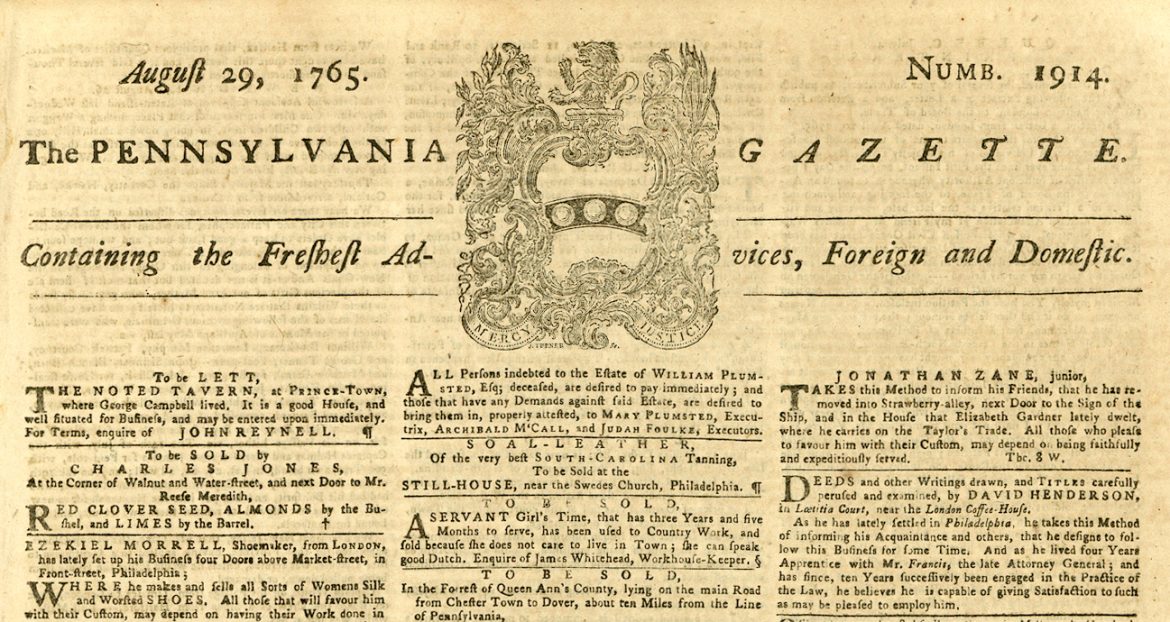 August 29, 1765.
NUMB. 1914.
The PENNSYLVANIA GAZETTE.
Containing the Freshest Ad-vices, Foreign and Domestic.
MERCY JUSTICE
J. TURNER Sc.
To be LETT,
THE NOTED TAVERN, at PRINCE-TOWN,
where George Campbell lived. It is a good House, and
well situated for Business, and may be entered upon immediately.
For Terms, enquire of JOHN REYNELL. ¶
To be SOLD by
CHARLES JONES,
At the Corner of Walnut and Water-street, and next Door to Mr.
Reese Meredith,
RED CLOVER SEED, ALMONDS by the Bu-
shel, and LIMES by the Barrel. †
EZEKIEL MORRELL, Shoemaker, from LONDON,
has lately set up his Business four Doors above Market-street, in
Front-street, Philadelphia;
WHERE he makes and sells all Sorts of Womens Silk
and Worsted SHOES. All those that will favour him
with their Custom, may depend on having their Work done in
ALL Persons indebted to the Estate of WILLIAM PLUM-
STED, Esq; deceased, are desired to pay immediately; and
those that have any Demands against said Estate, are desired to
bring them in, properly attested, to MARY PLUMSTED, Execu-
trix, ARCHIBALD M'CALL, and JUDAH FOULKE, Executors.
SOAL-LEATHER,
Of the very best SOUTH-CAROLINA Tanning,
To be Sold at the
STILL-HOUSE, near the Swedes Church, Philadelphia. ¶
TO BE SOLD,
A SERVANT Girl's Time, that has three Years and five
Months to serve, has been used to Country Work, and
sold because she does not care to live in Town; she can speak
good Dutch. Enquire of James Whitehead, Workhouse-Keeper. §
TO BE SOLD,
In the Forrest of Queen Ann's County, lying on the main Road
from Chester Town to Dover, about ten Miles from the Line
of Pennsylvania,
JONATHAN ZANE, junior,
TAKES this Method to inform his Friends, that he has re-
moved into Strawberry-alley, next Door to the Sign of the
Ship, and in the House that Elizabeth Gardner lately dwelt,
where he carries on the Taylor's Trade. All those who please
to favour him with their Custom, may depend on being faithfully
and expeditiously served. Tbc. 8 W.
DEEDS and other Writings drawn, and TITLES carefully
perused and examined, by DAVID HENDERSON,
in Lætitia Court, near the London Coffee-House.
As he has lately settled in Philadelphia, he takes this Method
of informing his Acquaintance and others, that he designs to fol-
low this Business for some Time. And as he lived four Years
Apprentice with Mr. Francis, the late Attorney General; and
has since, ten Years successively been engaged in the Practice of
the Law, he believes he is capable of giving Satisfaction to such
as may be pleased to employ him.